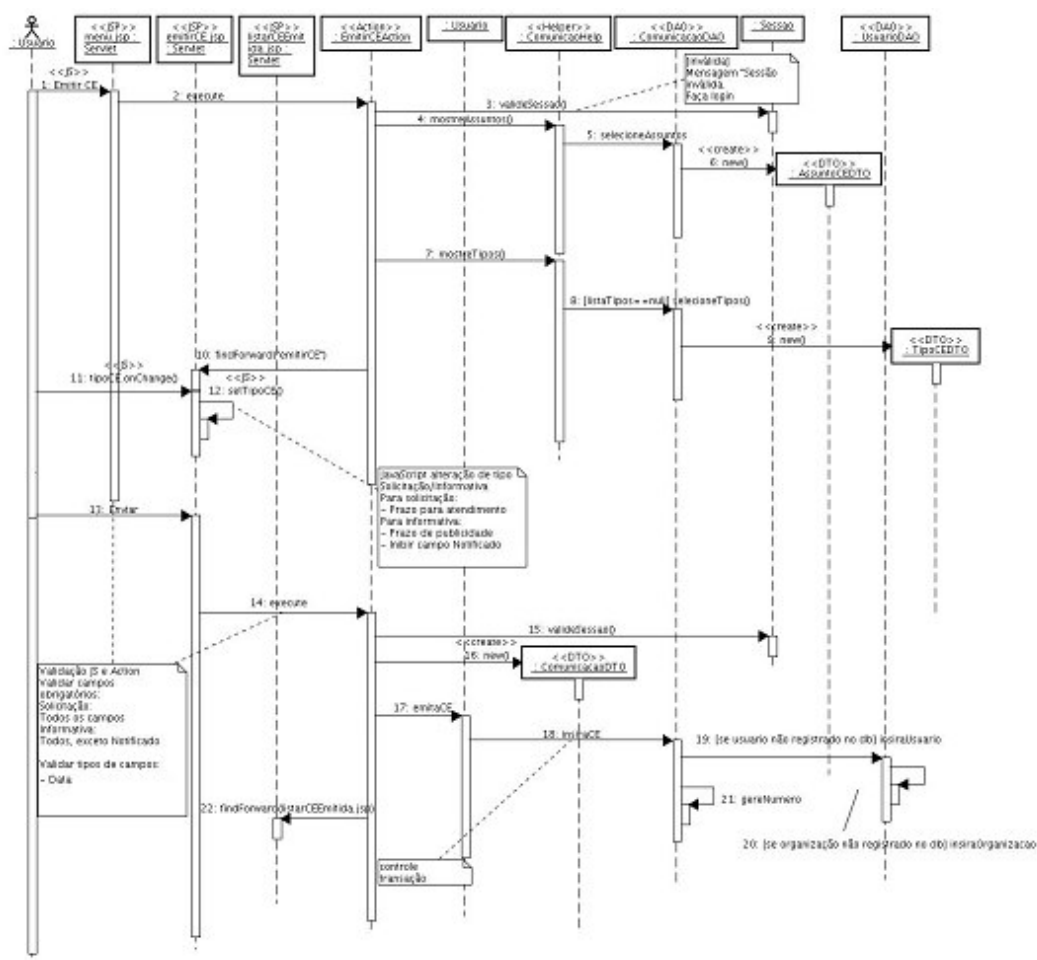 : Usuario
<<JSP>>
menu.jsp :
Servlet
<<JSP>>
emitirCE.jsp
: Servlet
<<JSP>>
listarCEEmit
ida.jsp :
Servlet
<<Action>>
: EmitirCEAction
: Usuario
<<Helper>>
: ComunicacaoHelp
<<DAO>>
: ComunicacaoDAO
: Sessao
<<DAO>>
: UsuarioDAO
[inválida]
Mensagem "Sessão
inválida.
Faça login
<<JS>>
1: Emitir CE
2: execute
3: valideSessao()
4: mostreAssuntos()
5: selecioneAssuntos
<<create>>
6: new()
<<DTO>>
: AssuntoCEDTO
7: mostreTipos()
8: [listaTipos==null] selecioneTipos()
<<create>>
9: new()
<<DTO>>
: TipoCEDTO
10: findForward("emitirCE")
<<JS>>
11: tipoCE.onChange()
<<JS>>
12: setTipoCE()
JavaScript alteração de tipo
Solicitação/Informativa
Para solicitação:
- Prazo para atendimento
Para Informativa:
- Prazo de publicidade
- Inibir campo Notificado
13: Enviar
14: execute
15: valideSessao()
<<create>>
16: new()
<<DTO>>
: ComunicacaoDTO
Validação JS e Action
Validar campos
obrigatórios:
Solicitação:
Todos os campos
Informativa:
Todos, exceto Notificado
Validar tipos de campos:
- Data
17: emitaCE
18: insiraCE
19: (se usuario não registrado no db) insiraUsuario
21: gereNumero
20: (se organização não registrado no db) insiraOrganizacao
22: findForward(listarCEEmitida.jsp)
controle
transação